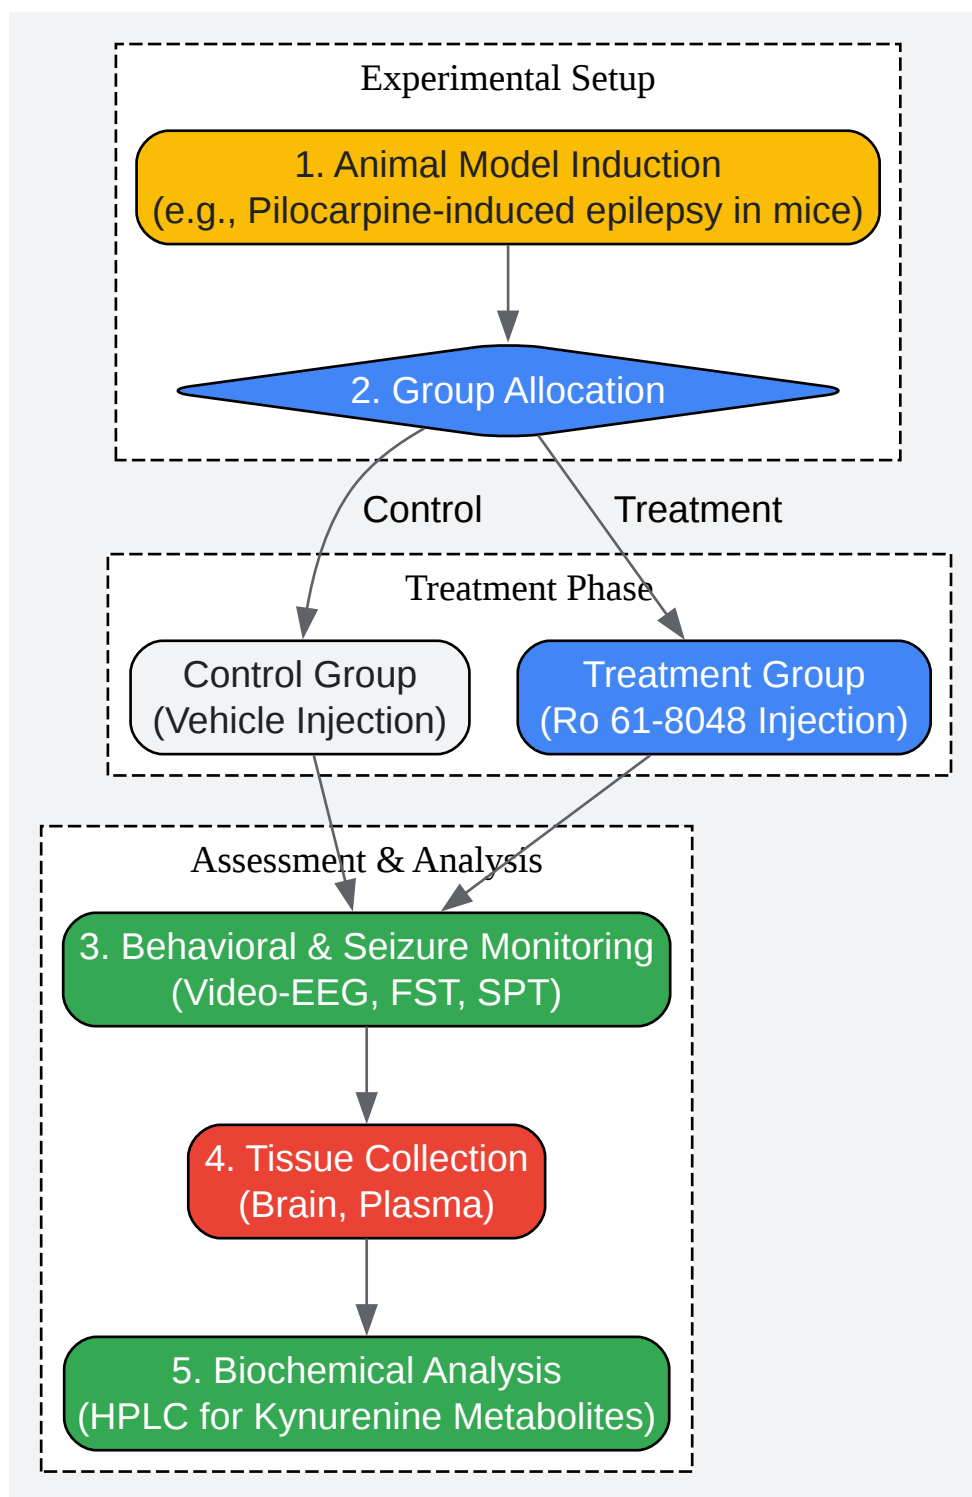 Experimental Setup
1. Animal Model Induction
(e.g., Pilocarpine-induced epilepsy in mice)
2. Group Allocation
Control
Treatment
Treatment Phase
Control Group
(Vehicle Injection)
Treatment Group
(Ro 61-8048 Injection)
Assessment & Analysis
3. Behavioral & Seizure Monitoring
(Video-EEG, FST, SPT)
4. Tissue Collection
(Brain, Plasma)
5. Biochemical Analysis
(HPLC for Kynurenine Metabolites)